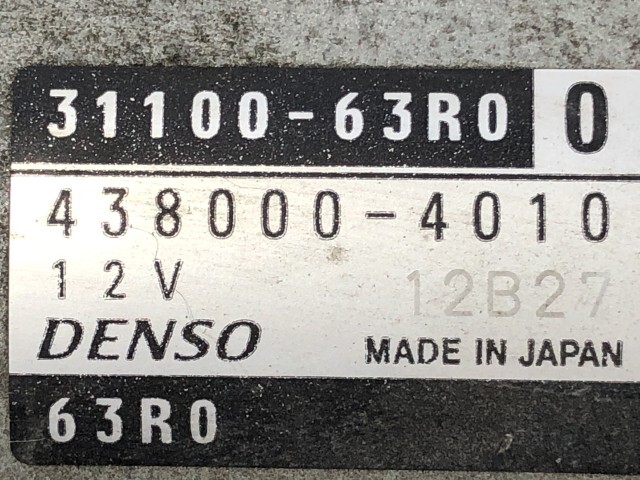 31100-63R0 0
438000-4010
12V 12B27
DENSO MADE IN JAPAN
63R0